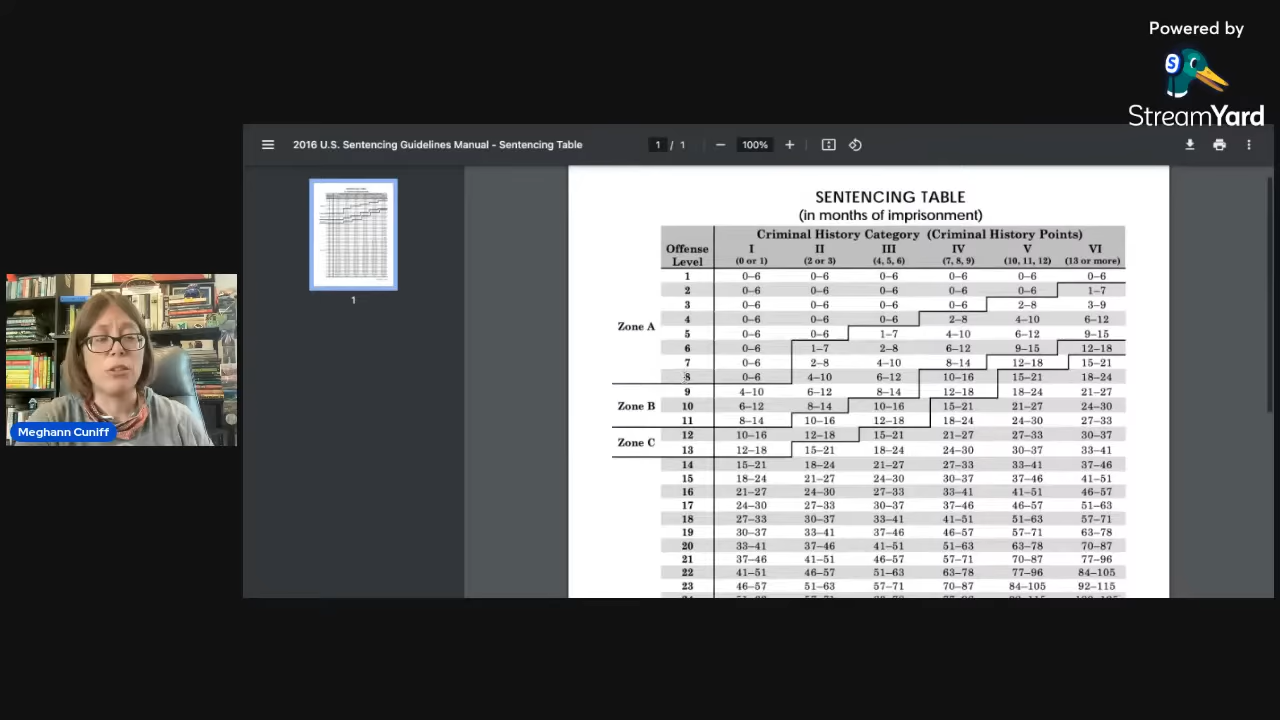 Powered by
S
StreamYard
2016 U.S. Sentencing Guidelines Manual - Sentencing Table
1 / 1
100%
1
Meghann Cuniff
SENTENCING TABLE
(in months of imprisonment)
Criminal History Category (Criminal History Points)
Offense Level I (0 or 1) II (2 or 3) III (4, 5, 6) IV (7, 8, 9) V (10, 11, 12) VI (13 or more)
1 0–6 0–6 0–6 0–6 0–6 0–6
2 0–6 0–6 0–6 0–6 0–6 1–7
3 0–6 0–6 0–6 0–6 2–8 3–9
4 0–6 0–6 0–6 2–8 4–10 6–12
Zone A
5 0–6 0–6 1–7 4–10 6–12 9–15
6 0–6 1–7 2–8 6–12 9–15 12–18
7 0–6 2–8 4–10 8–14 12–18 15–21
8 0–6 4–10 6–12 10–16 15–21 18–24
9 4–10 6–12 8–14 12–18 18–24 21–27
Zone B 10 6–12 8–14 10–16 15–21 21–27 24–30
11 8–14 10–16 12–18 18–24 24–30 27–33
12 10–16 12–18 15–21 21–27 27–33 30–37
Zone C
13 12–18 15–21 18–24 24–30 30–37 33–41
14 15–21 18–24 21–27 27–33 33–41 37–46
15 18–24 21–27 24–30 30–37 37–46 41–51
16 21–27 24–30 27–33 33–41 41–51 46–57
17 24–30 27–33 30–37 37–46 46–57 51–63
18 27–33 30–37 33–41 41–51 51–63 57–71
19 30–37 33–41 37–46 46–57 57–71 63–78
20 33–41 37–46 41–51 51–63 63–78 70–87
21 37–46 41–51 46–57 57–71 70–87 77–96
22 41–51 46–57 51–63 63–78 77–96 84–105
23 46–57 51–63 57–71 70–87 84–105 92–115